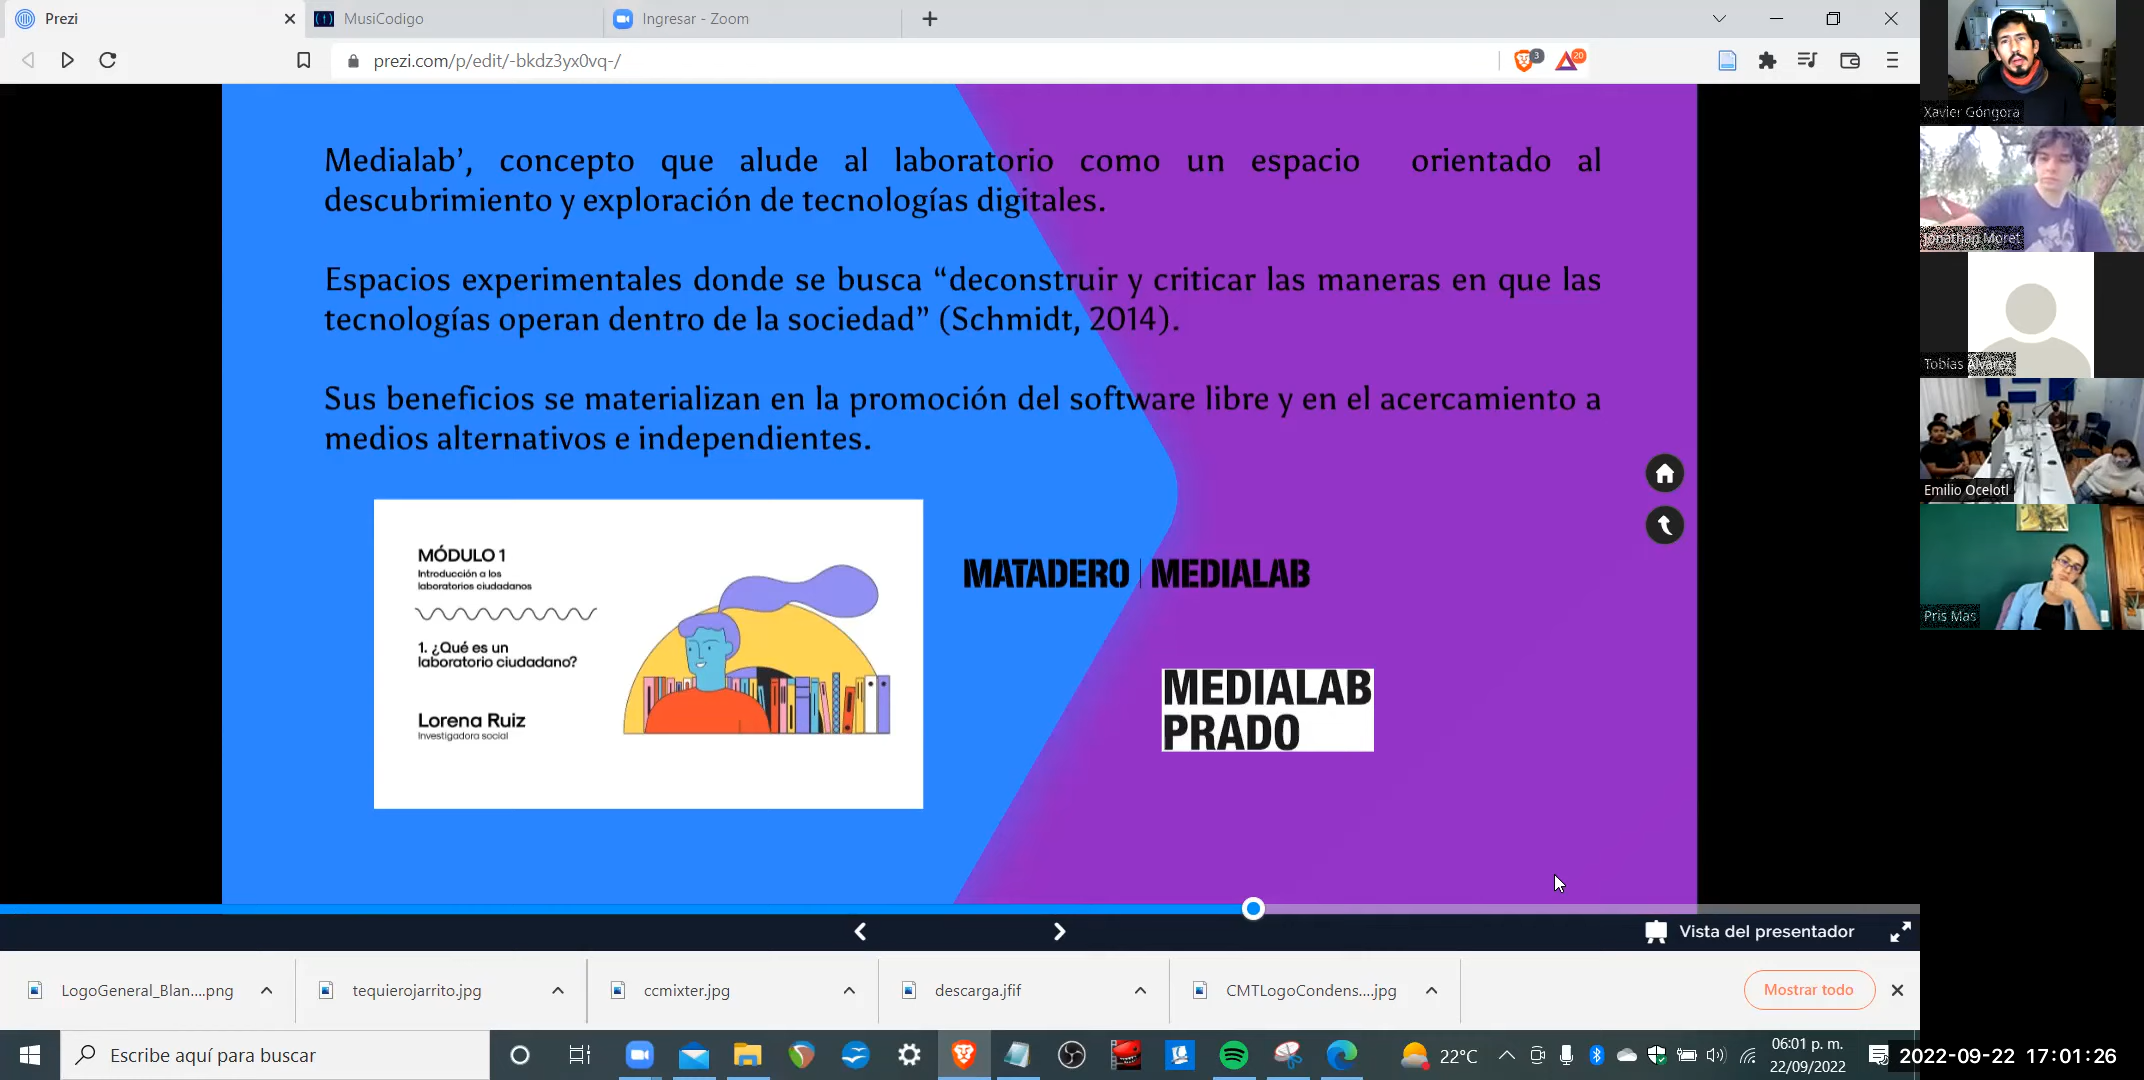 Prezi
MusiCodigo
Ingresar - Zoom
prezi.com/p/edit/-bkdz3yx0vq-/
3
20
Medialab’, concepto que alude al laboratorio como un espacio orientado al
descubrimiento y exploración de tecnologías digitales.
Espacios experimentales donde se busca “deconstruir y criticar las maneras en que las
tecnologías operan dentro de la sociedad” (Schmidt, 2014).
Sus beneficios se materializan en la promoción del software libre y en el acercamiento a
medios alternativos e independientes.
MÓDULO 1
Introducción a los
laboratorios ciudadanos
1. ¿Qué es un
laboratorio ciudadano?
Lorena Ruiz
Investigadora social
MATADERO | MEDIALAB
MEDIALAB
PRADO
Vista del presentador
LogoGeneral_Blan....png
tequierojarrito.jpg
ccmixter.jpg
descarga.jfif
CMTLogoCondens....jpg
Mostrar todo
Escribe aquí para buscar
22°C
06:01 p. m.
22/09/2022
Xavier Góngora
Jonathan Moret
Tobías Alvarez
Emilio Ocelotl
Pris Mas
2022-09-22 17:01:26